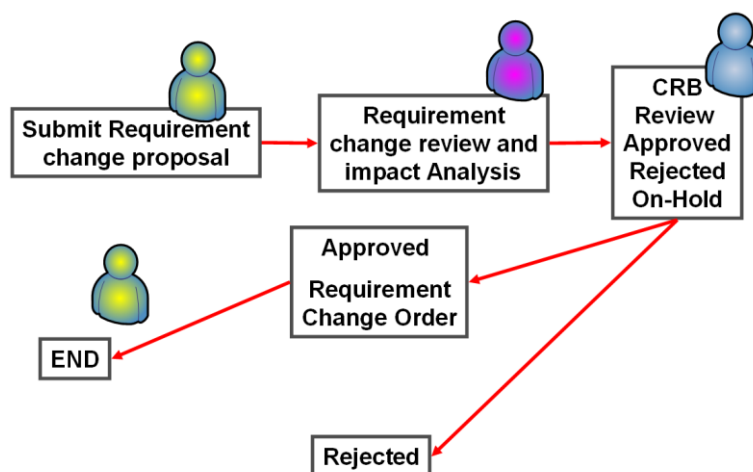 Submit Requirement
change proposal
Requirement
change review and
impact Analysis
CRB
Review
Approved
Rejected
On-Hold
Approved
Requirement
Change Order
END
Rejected